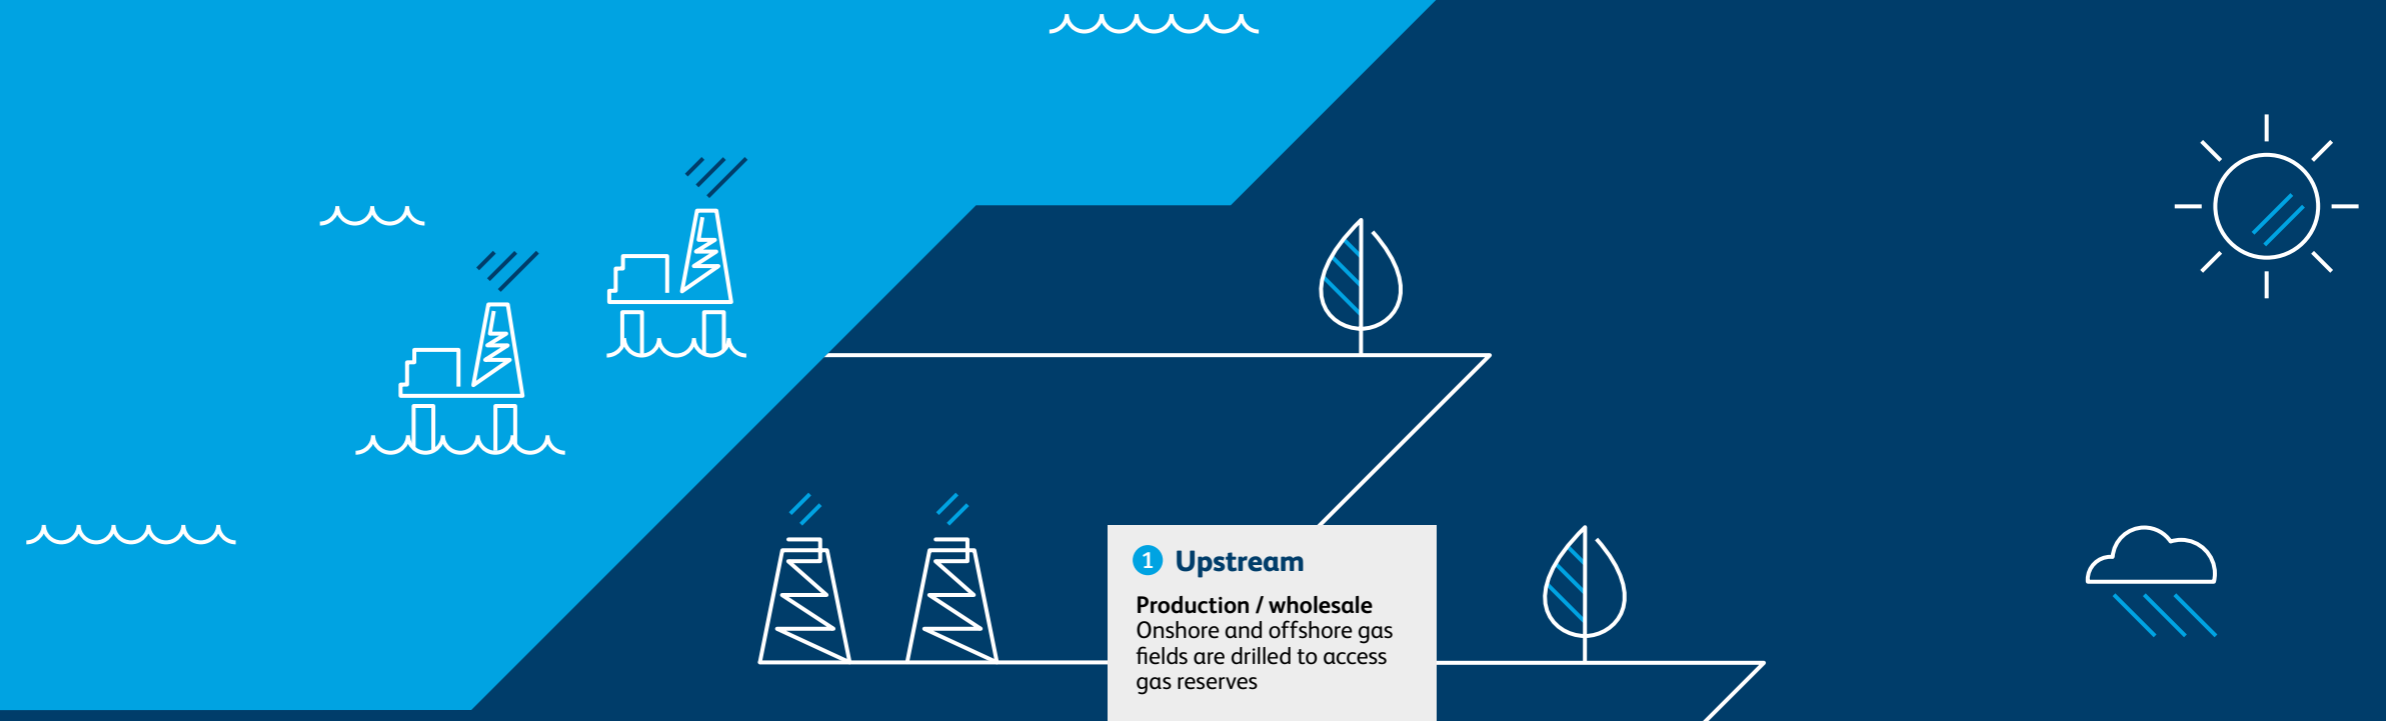 1 Upstream
Production / wholesale
Onshore and offshore gas
fields are drilled to access
gas reserves